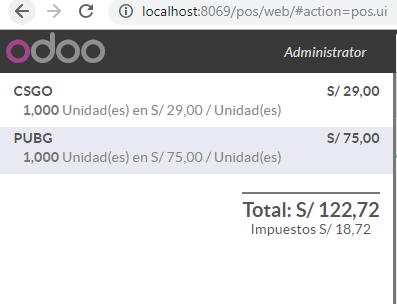 localhost:8069/pos/web/#action=pos.ui
odoo
Administrator
CSGO S/ 29,00
1,000 Unidad(es) en S/ 29,00 / Unidad(es)
PUBG S/ 75,00
1,000 Unidad(es) en S/ 75,00 / Unidad(es)
Total: S/ 122,72
Impuestos S/ 18,72